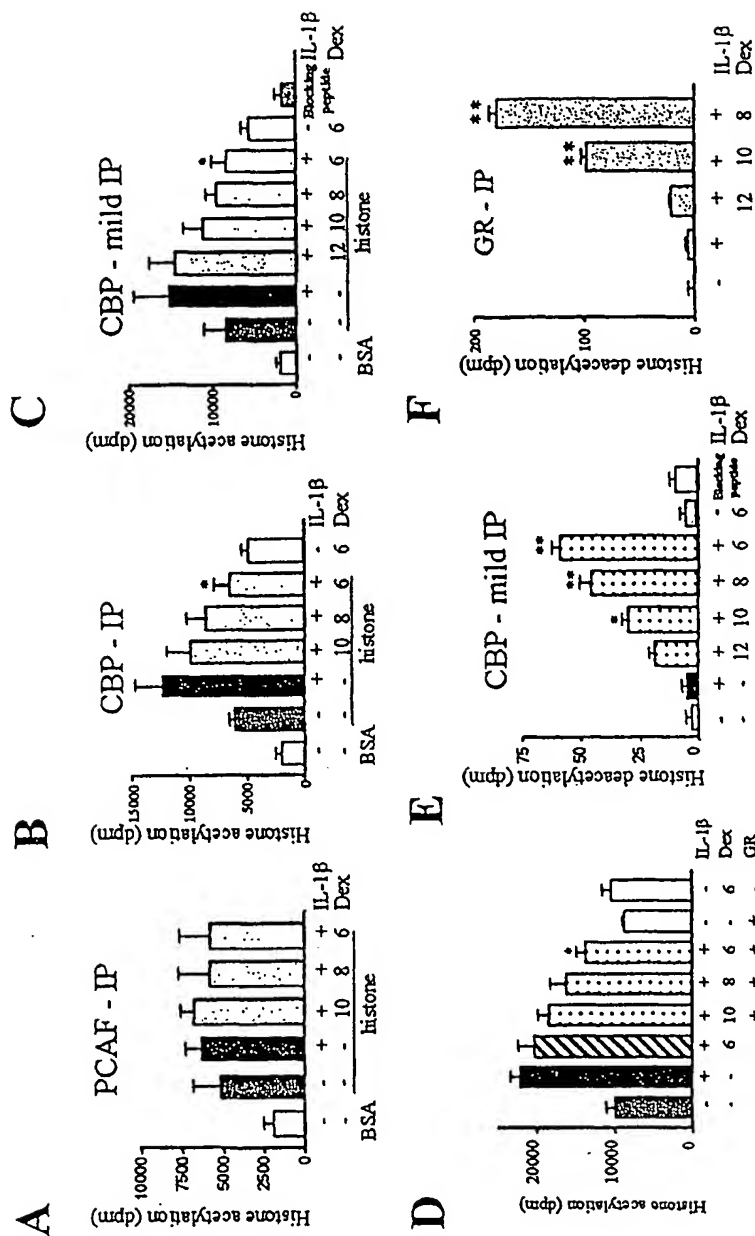 A
PCAF - IP
Histone acetylation (dpm)
10000
7500
5000
2500
0
- - + + + + IL-1β
- - - 10 8 6 Dex
BSA histone
B
CBP - IP
Histone acetylation (dpm)
15000
10000
5000
0
*
- - + + + + - IL-1β
- - - 10 8 6 6 Dex
BSA histone
C
CBP - mild IP
Histone acetylation (dpm)
20000
10000
0
*
- - + + + + + - Blocking IL-1β
- - - 12 10 8 6 6 peptide Dex
BSA histone
D
Histone acetylation (dpm)
20000
10000
0
*
- + + + + + - - IL-1β
- - 6 10 8 6 - 6 Dex
+ + + + - GR
E
CBP - mild IP
Histone deacetylation (dpm)
75
50
25
0
* ** **
- + + + + + - Blocking IL-1β
- - 12 10 8 6 6 peptide Dex
F
GR - IP
Histone deacetylation (dpm)
200
100
0
** **
- + + + + IL-1β
12 10 8 Dex